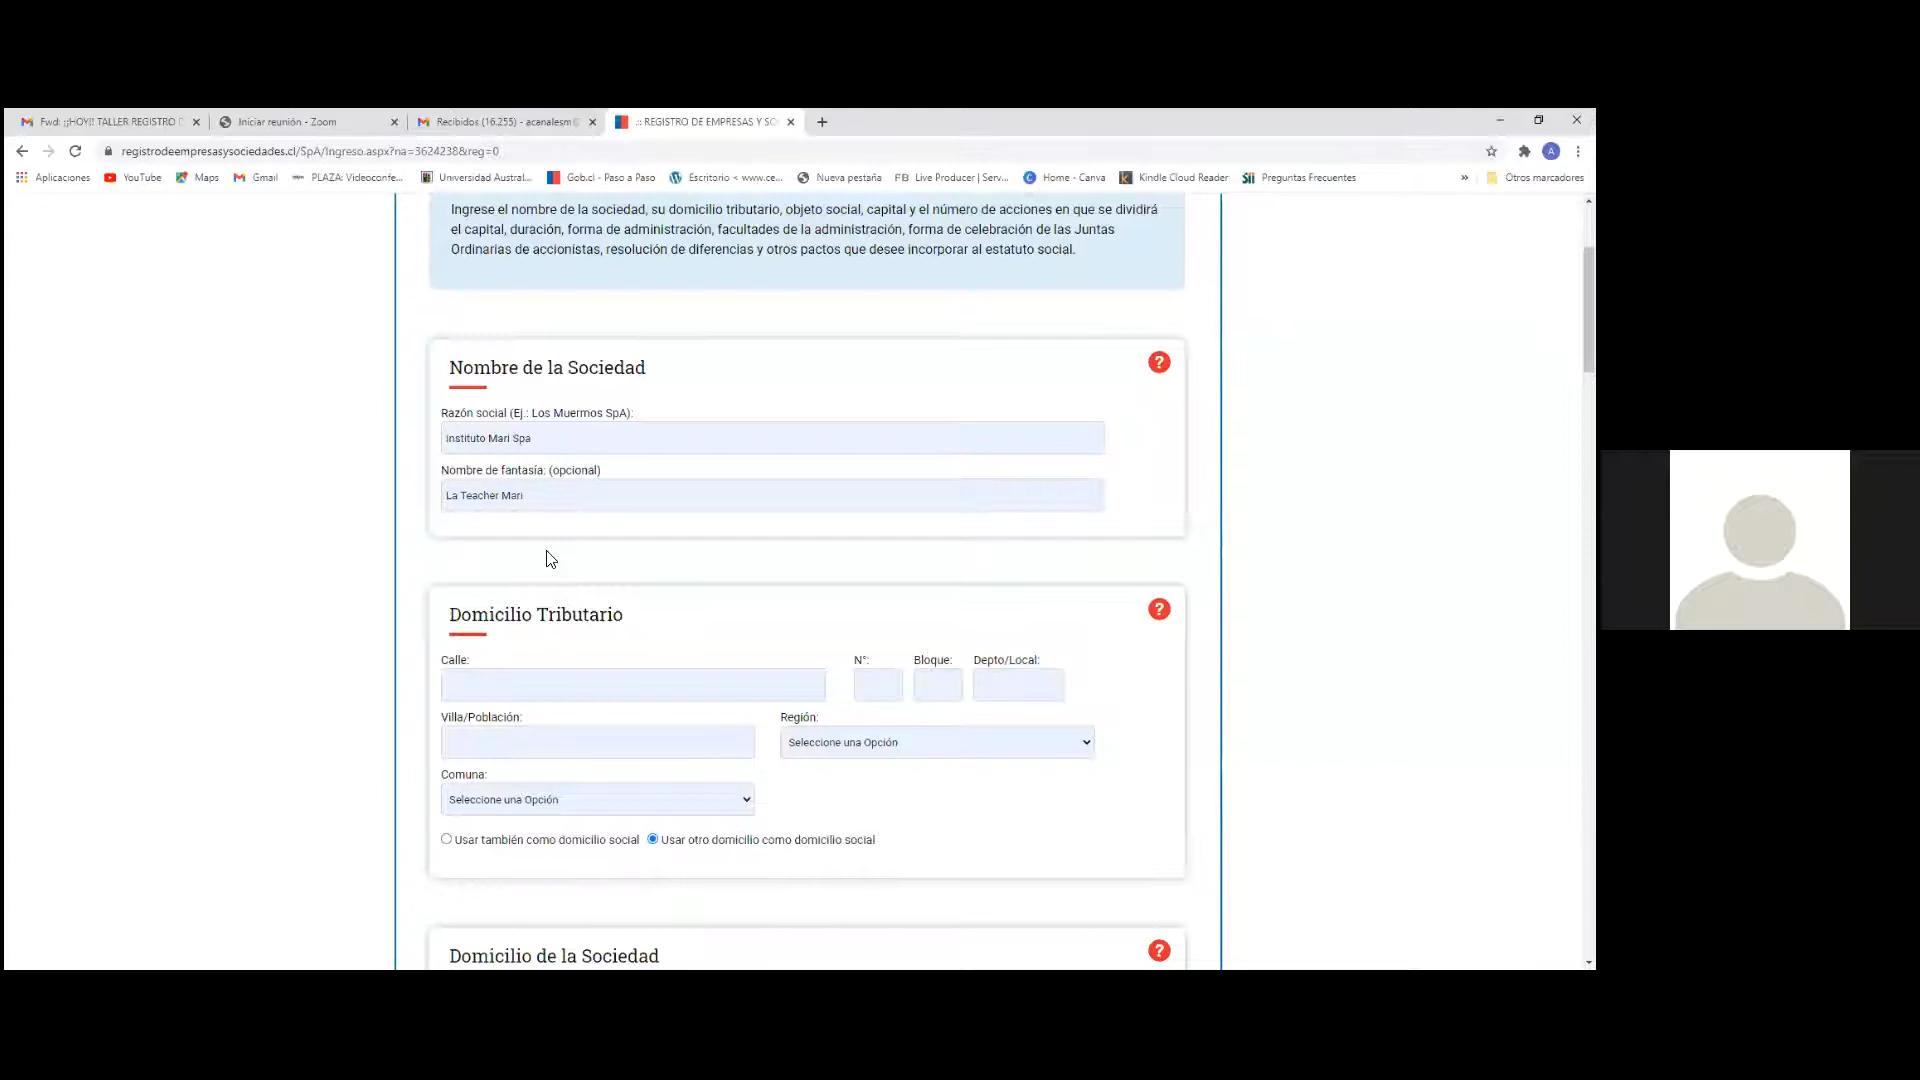 Fwd: ¡¡HOY!! TALLER REGISTRO D
Iniciar reunión - Zoom
Recibidos (16.255) - acanalesm@
.:: REGISTRO DE EMPRESAS Y SO
registrodeempresasysociedades.cl/SpA/Ingreso.aspx?na=3624238&reg=0
A
Aplicaciones
YouTube
Maps
Gmail
PLAZA: Videoconfe...
Universidad Austral...
Gob.cl - Paso a Paso
Escritorio < www.ce...
Nueva pestaña
FB Live Producer | Serv...
Home - Canva
Kindle Cloud Reader
Sii Preguntas Frecuentes
»
Otros marcadores
Ingrese el nombre de la sociedad, su domicilio tributario, objeto social, capital y el número de acciones en que se dividirá
el capital, duración, forma de administración, facultades de la administración, forma de celebración de las Juntas
Ordinarias de accionistas, resolución de diferencias y otros pactos que desee incorporar al estatuto social.
Nombre de la Sociedad
?
Razón social (Ej.: Los Muermos SpA):
Instituto Mari Spa
Nombre de fantasía: (opcional)
La Teacher Mari
Domicilio Tributario
?
Calle: N°: Bloque: Depto/Local:
Villa/Población: Región:
Seleccione una Opción
Comuna:
Seleccione una Opción
Usar también como domicilio social Usar otro domicilio como domicilio social
Domicilio de la Sociedad
?